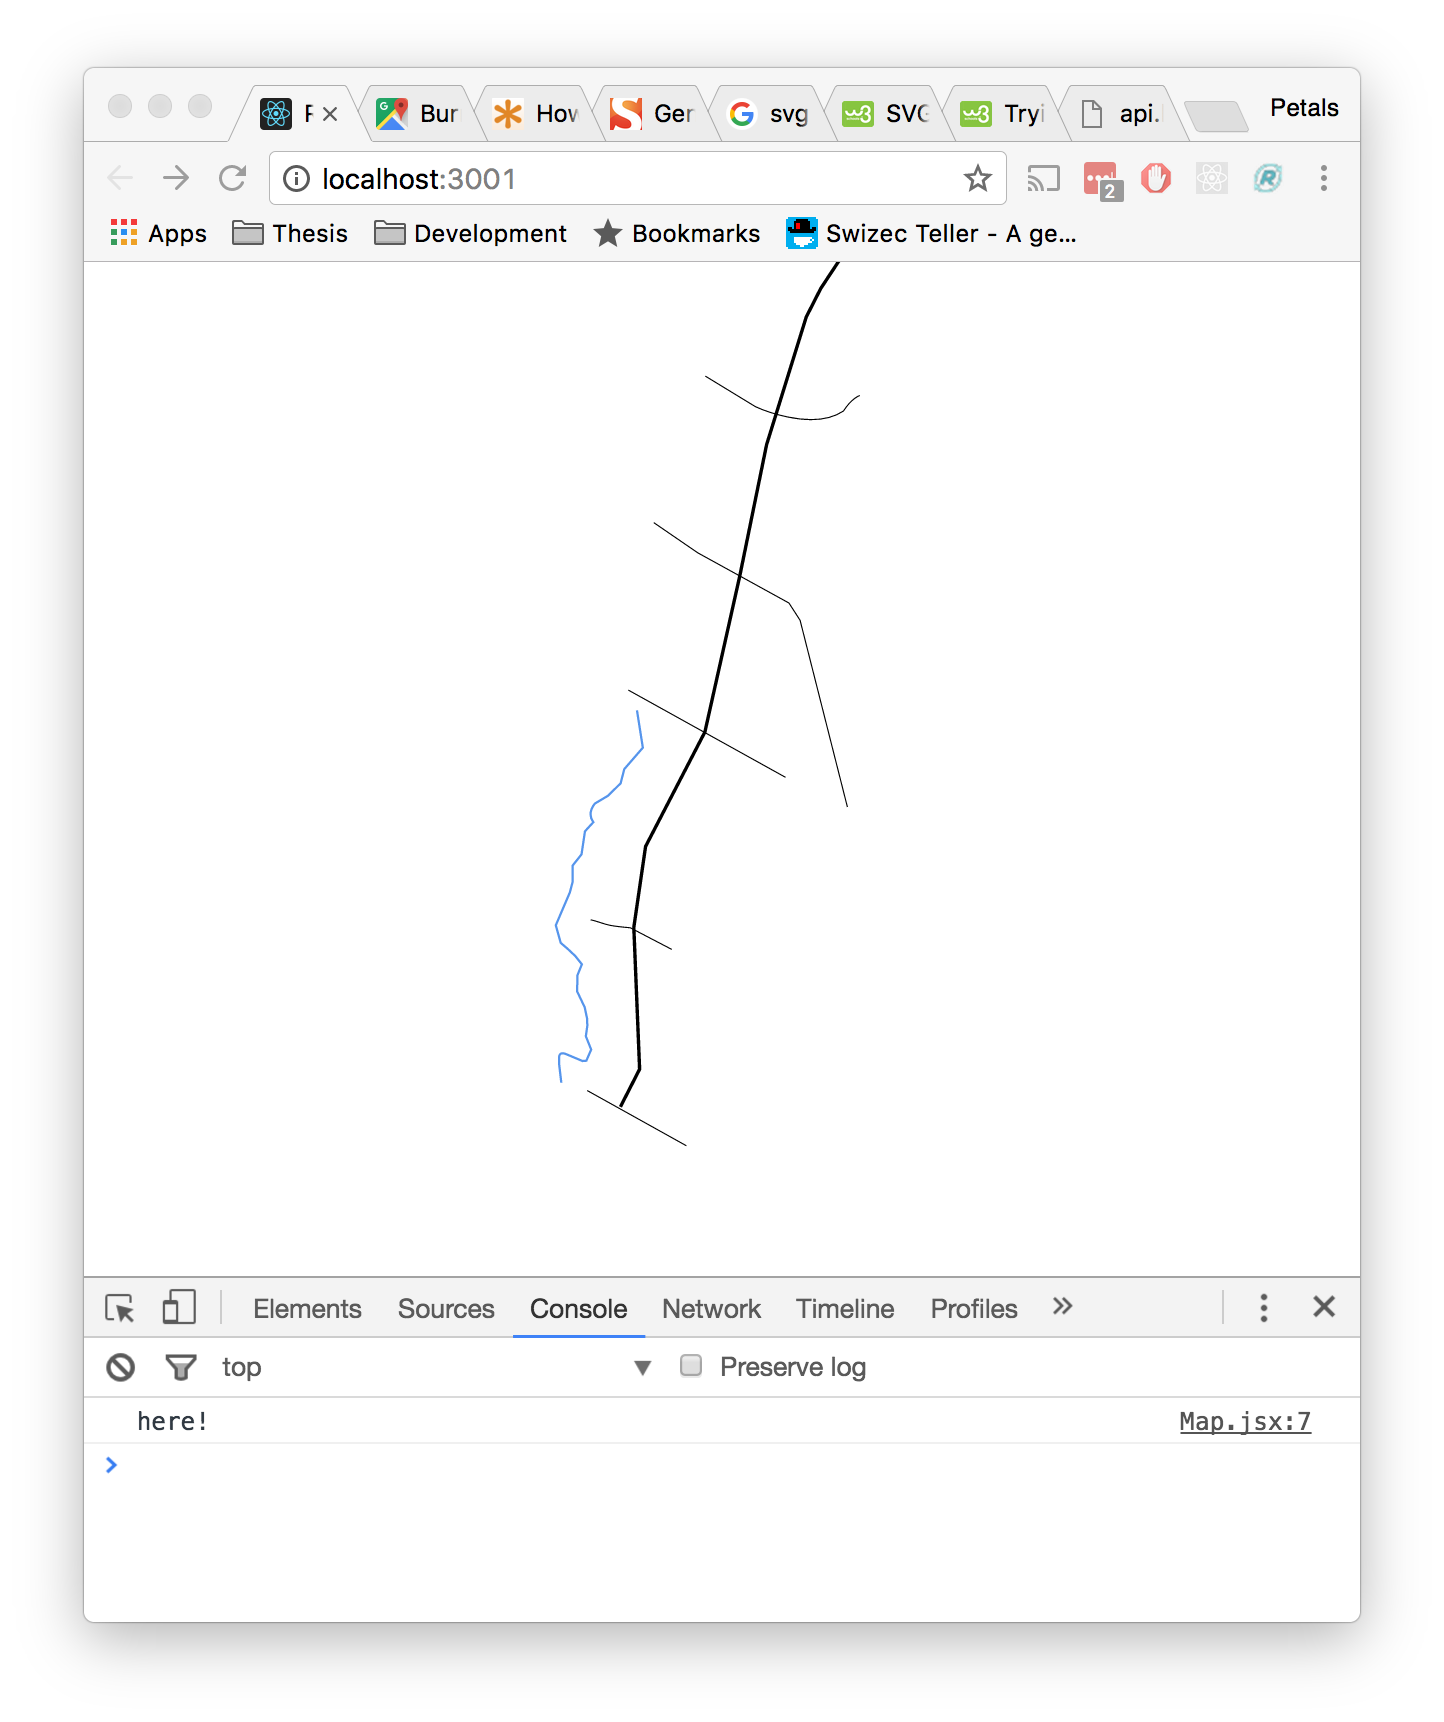 Bur How Ger svg SVG Tryi api. Petals
localhost:3001
2
Apps Thesis Development Bookmarks Swizec Teller - A ge...
Elements Sources Console Network Timeline Profiles
top Preserve log
here! Map.jsx:7